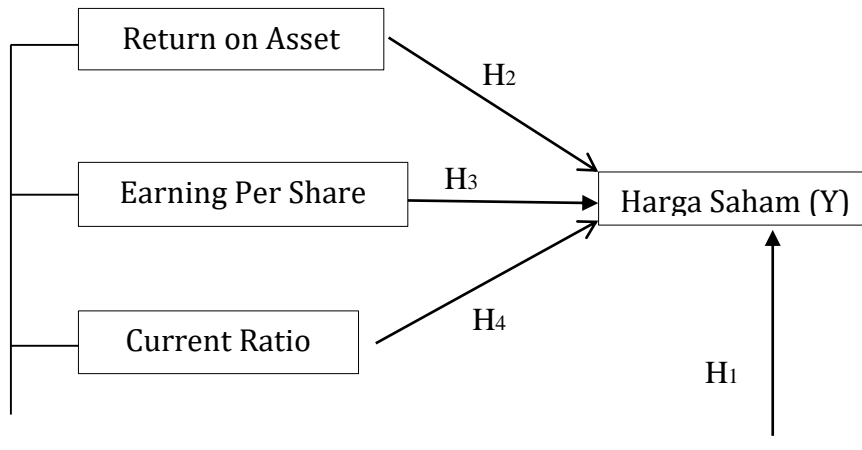 Return on Asset
H2
Earning Per Share
H3
Harga Saham (Y)
Current Ratio
H4
H1